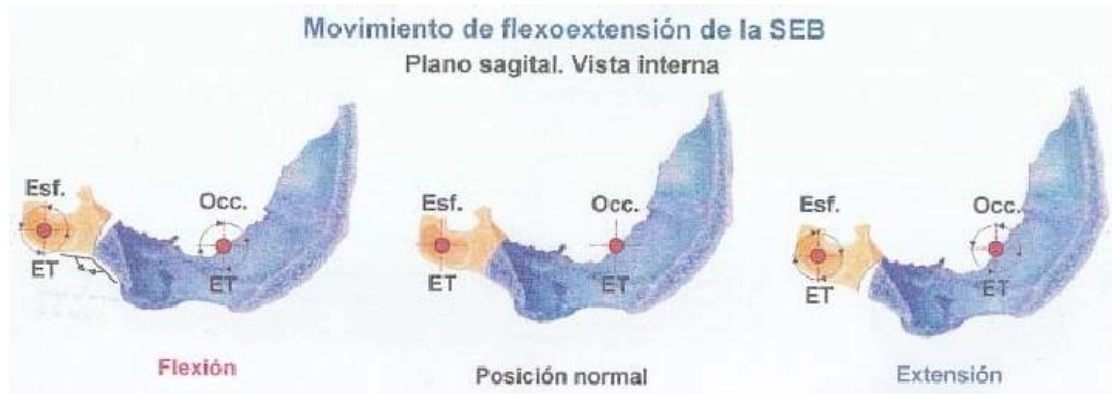 Movimiento de flexoextensión de la SEB
Plano sagital. Vista interna
Esf.
Occ.
ET
ET
Flexión
Esf.
Occ.
ET
ET
Posición normal
Esf.
Occ.
ET
ET
Extensión